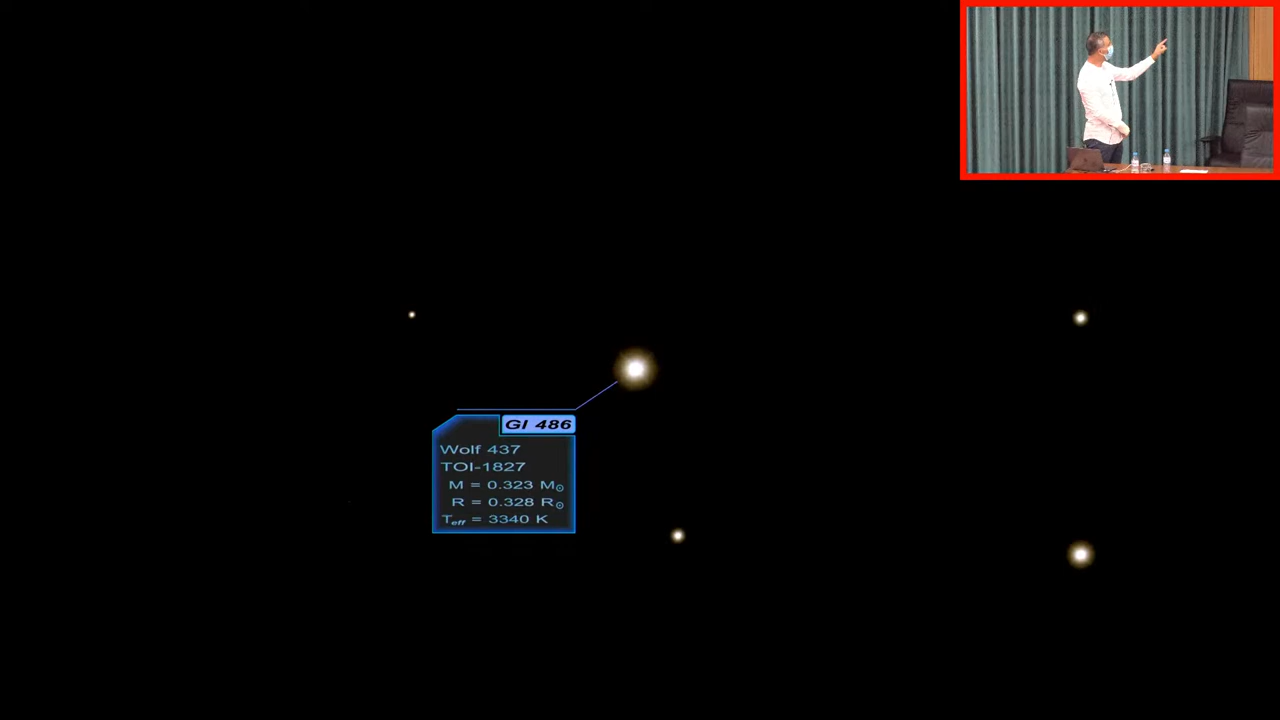 Gl 486
Wolf 437
TOI-1827
M = 0.323 M☉
R = 0.328 R☉
Teff = 3340 K